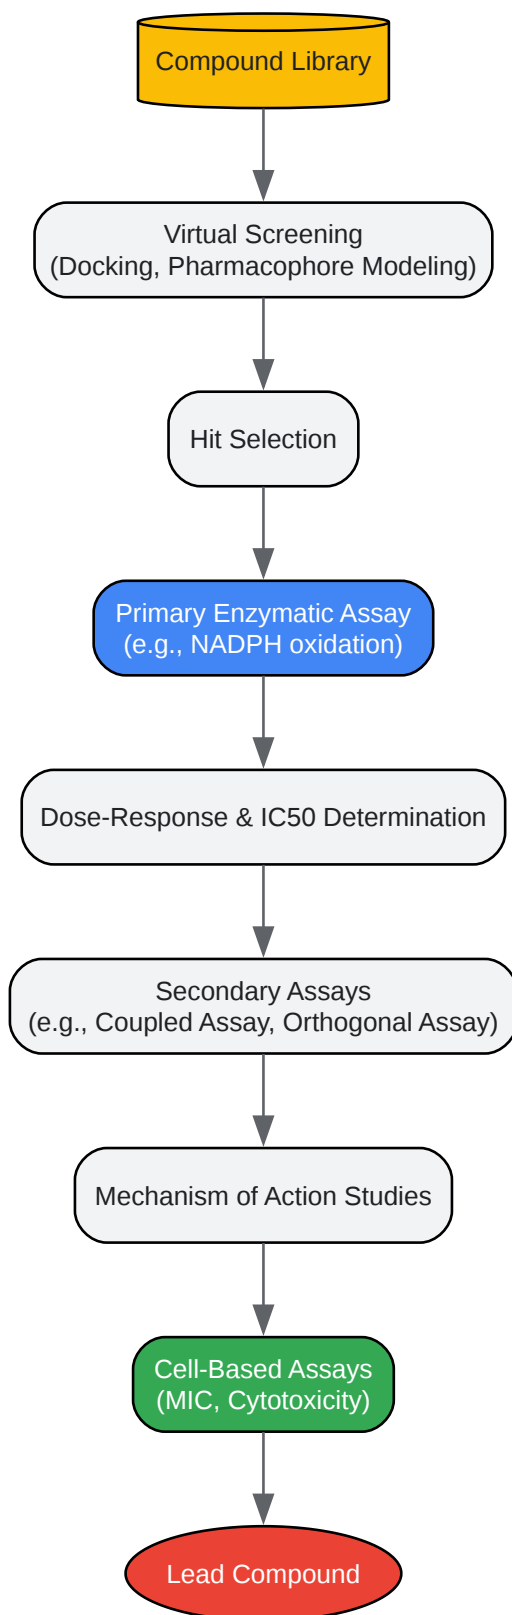 Compound Library
Virtual Screening
(Docking, Pharmacophore Modeling)
Hit Selection
Primary Enzymatic Assay
(e.g., NADPH oxidation)
Dose-Response & IC50 Determination
Secondary Assays
(e.g., Coupled Assay, Orthogonal Assay)
Mechanism of Action Studies
Cell-Based Assays
(MIC, Cytotoxicity)
Lead Compound